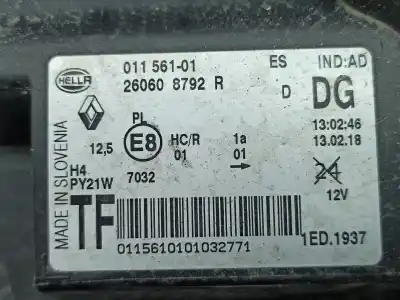 HELLA
011 561-01 ES IND:AD
26060 8792 R D DG
13:02:46
13.02.18
PL
12,5 E8 HC/R 1a
01 01
24
H4 7032
PY21W
12V
MADE IN SLOVENIA
TF
0115610101032771
1ED.1937